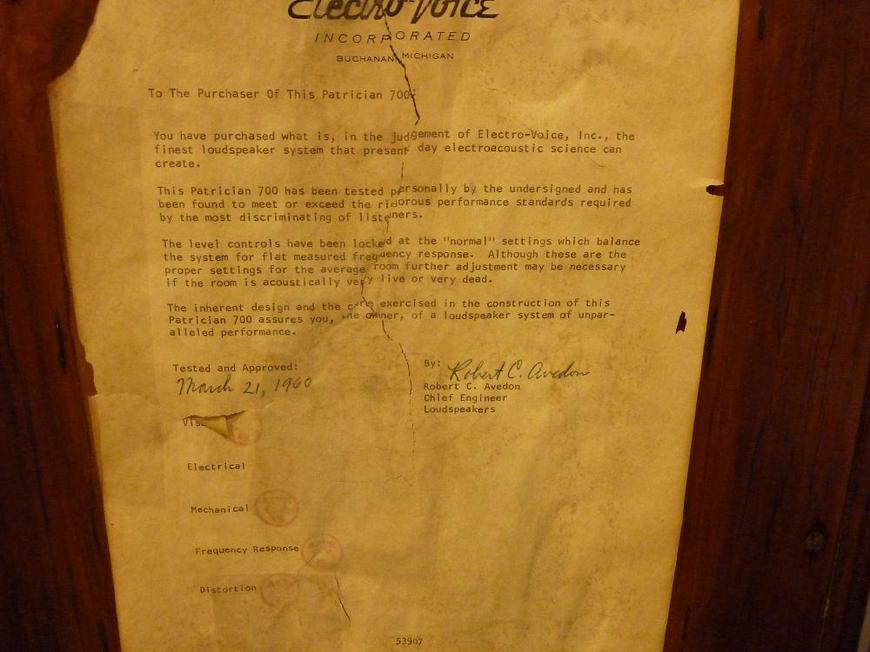 Electro-Voice
INCORPORATED
BUCHANAN, MICHIGAN
To The Purchaser Of This Patrician 700:
You have purchased what is, in the judgement of Electro-Voice, Inc., the
finest loudspeaker system that present day electroacoustic science can
create.
This Patrician 700 has been tested personally by the undersigned and has
been found to meet or exceed the rigorous performance standards required
by the most discriminating of listeners.
The level controls have been locked at the "normal" settings which balance
the system for flat measured frequency response. Although these are the
proper settings for the average room further adjustment may be necessary
if the room is acoustically very live or very dead.
The inherent design and the care exercised in the construction of this
Patrician 700 assures you, the owner, of a loudspeaker system of unpar-
alleled performance.
Tested and Approved:
March 21, 1960
By: Robert C. Avedon
Robert C. Avedon
Chief Engineer
Loudspeakers
Electrical
Mechanical
Frequency Response
Distortion
53907